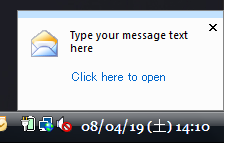 Type your message text
here
Click here to open
08/04/19 (土) 14:10